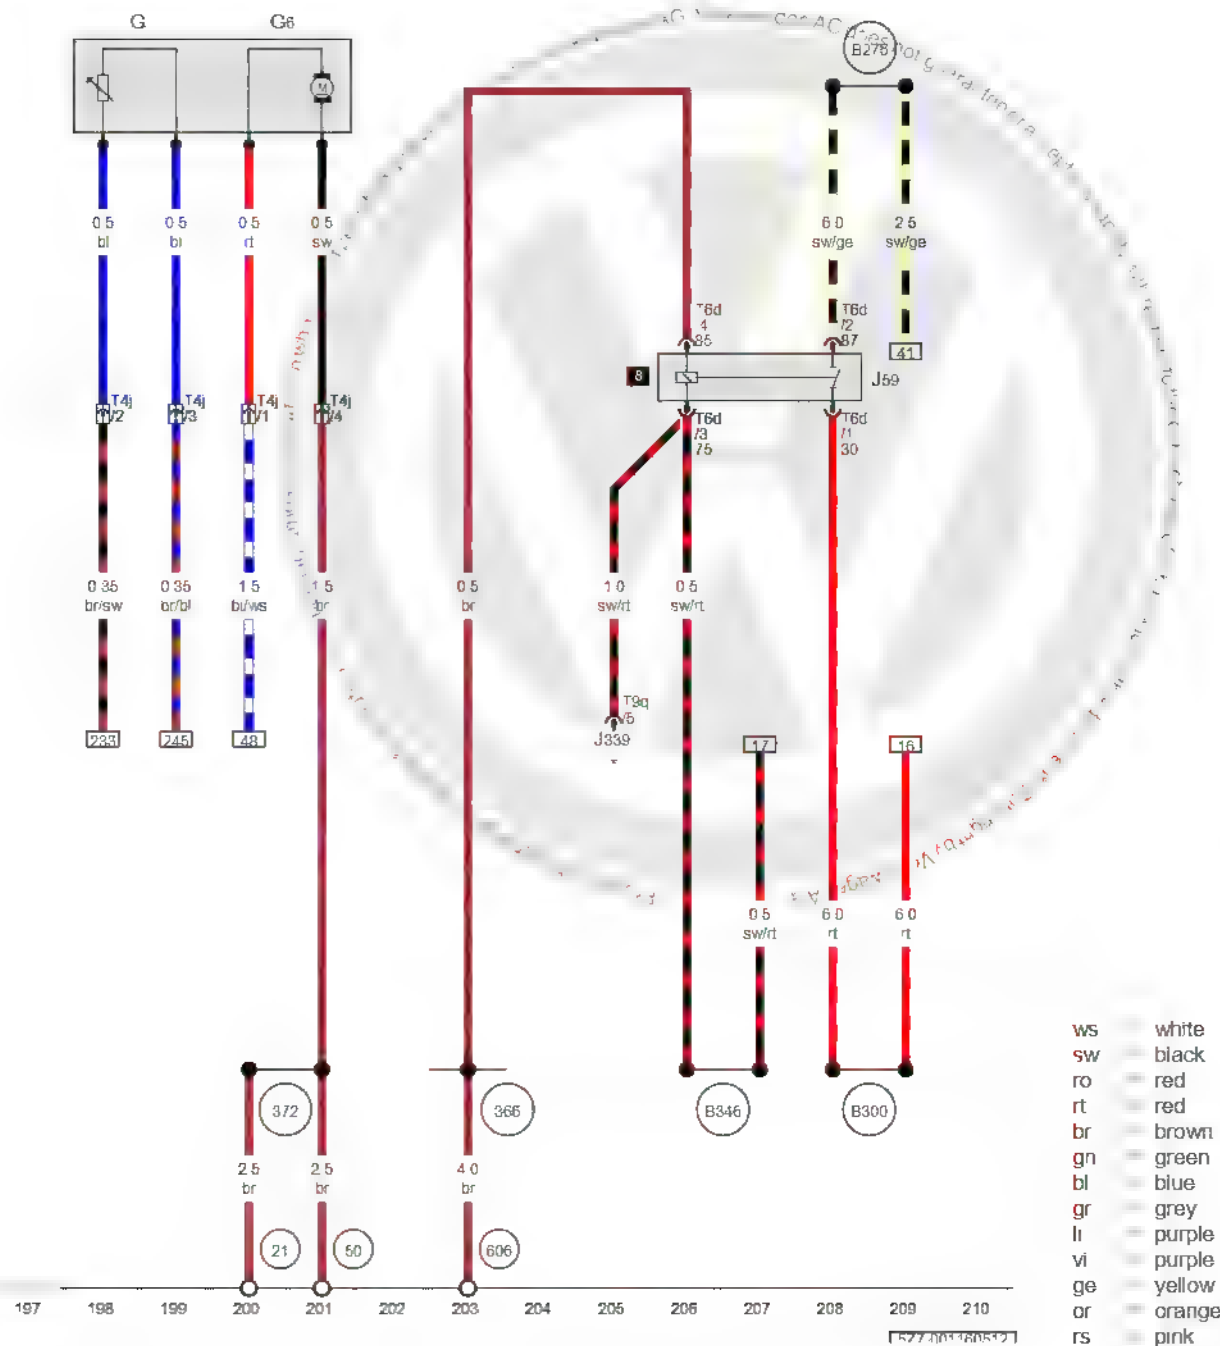 G G6
B278
M
0.5 0.5 0.5 0.5 6.0 2.5
bl bl rt sw sw/ge sw/ge
T6d T6d
/4 /2
85 87
41
8 J59
T4j T4j T4j T4j
/2 /3 /1 /4
T6d T6d
/3 /1
75 30
0.35 0.35 1.5 1.5 0.5 1.0 0.5
br/sw br/bl bl/ws br br sw/rt sw/rt
T9q
/5
J339
233 245 48 17 16
0.5 6.0 6.0
sw/rt rt rt
372 366 B346 B300
2.5 2.5 4.0
br br br
21 50 606
197 198 199 200 201 202 203 204 205 206 207 208 209 210
ws = white
sw = black
ro = red
rt = red
br = brown
gn = green
bl = blue
gr = grey
li = purple
vi = purple
ge = yellow
or = orange
rs = pink